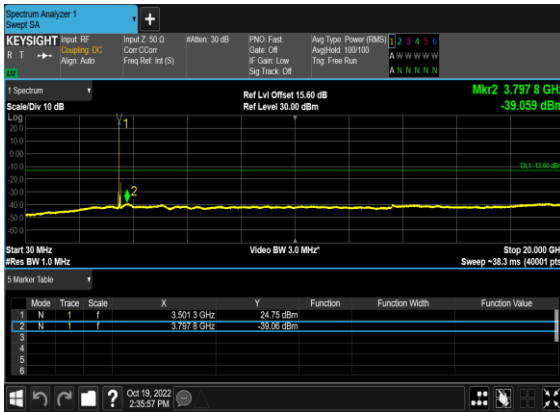 Spectrum Analyzer 1
Swept SA
+
KEYSIGHT
R T
Input: RF
Coupling: DC
Align: Auto
Input Z: 50 Ω
Corr CCorr
Freq Ref: Int (S)
#Atten: 30 dB
PNO: Fast
Gate: Off
IF Gain: Low
Sig Track: Off
Avg Type: Power (RMS)
Avg|Hold: 100/100
Trig: Free Run
1 2 3 4 5 6
A W W W W W
A N N N N N
1 Spectrum
Scale/Div 10 dB
Ref Lvl Offset 15.60 dB
Ref Level 30.00 dBm
Mkr2 3.797 8 GHz
-39.059 dBm
Log
20.0
10.0
0.00
-10.0
-20.0
-30.0
-40.0
-50.0
-60.0
1
2
DL1 -13.00 dBm
Start 30 MHz
#Res BW 1.0 MHz
Video BW 3.0 MHz*
Stop 20.000 GHz
Sweep ~38.3 ms (40001 pts)
5 Marker Table
Mode Trace Scale X Y Function Function Width Function Value
1 N 1 f 3.501 3 GHz 24.75 dBm
2 N 1 f 3.797 8 GHz -39.06 dBm
3
4
5
6
?
Oct 19, 2022
2:35:57 PM